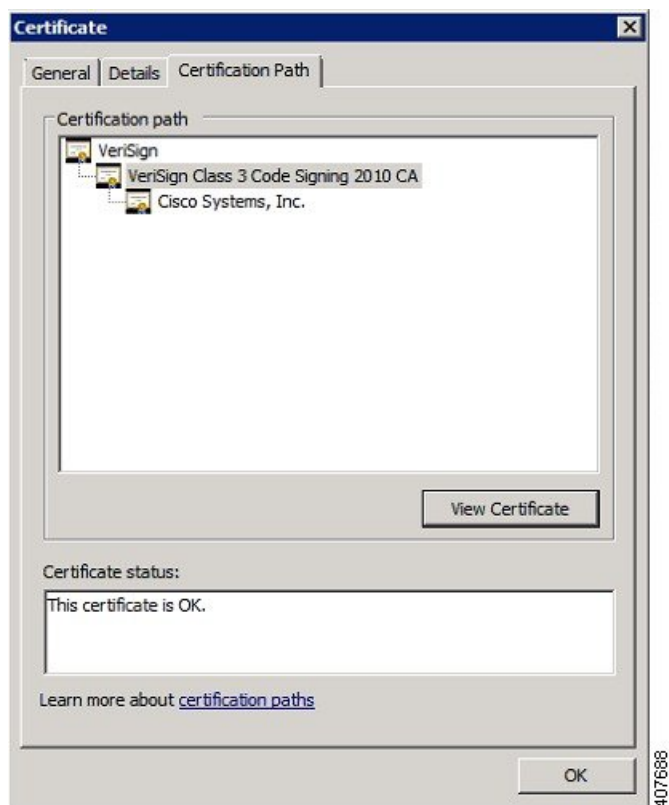 Certificate
General
Details
Certification Path
Certification path
VeriSign
VeriSign Class 3 Code Signing 2010 CA
Cisco Systems, Inc.
View Certificate
Certificate status:
This certificate is OK.
Learn more about certification paths
OK
407688